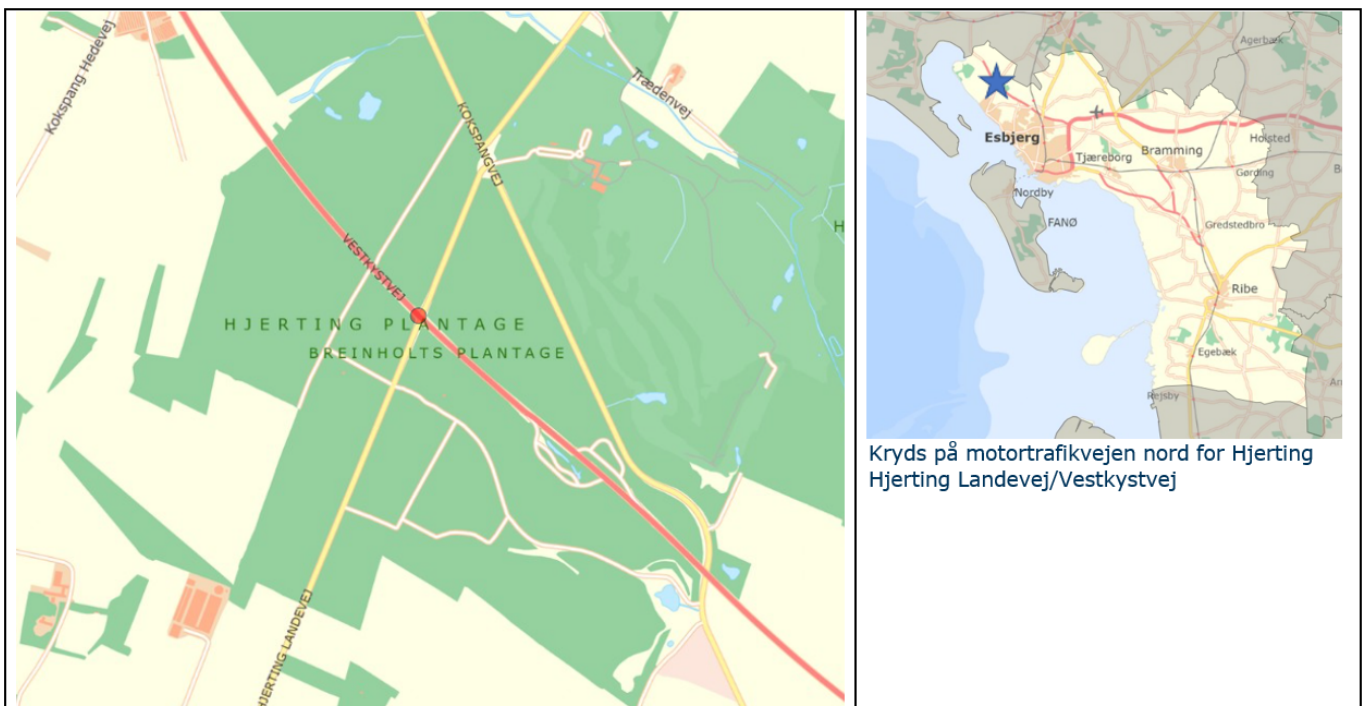 Kokspang Hedevej
KOKSPANGVEJ
Trædenvej
VESTKYSTVEJ
H
HJERTING PLANTAGE
BREINHOLTS PLANTAGE
HJERTING LANDEVEJ
Agerbæk
Esbjerg
Holsted
Tjæreborg
Bramming
Gørding
Nordby
FANØ
Gredstedbro
Ribe
Egebæk
Rejsby
Kryds på motortrafikvejen nord for Hjerting
Hjerting Landevej/Vestkystvej